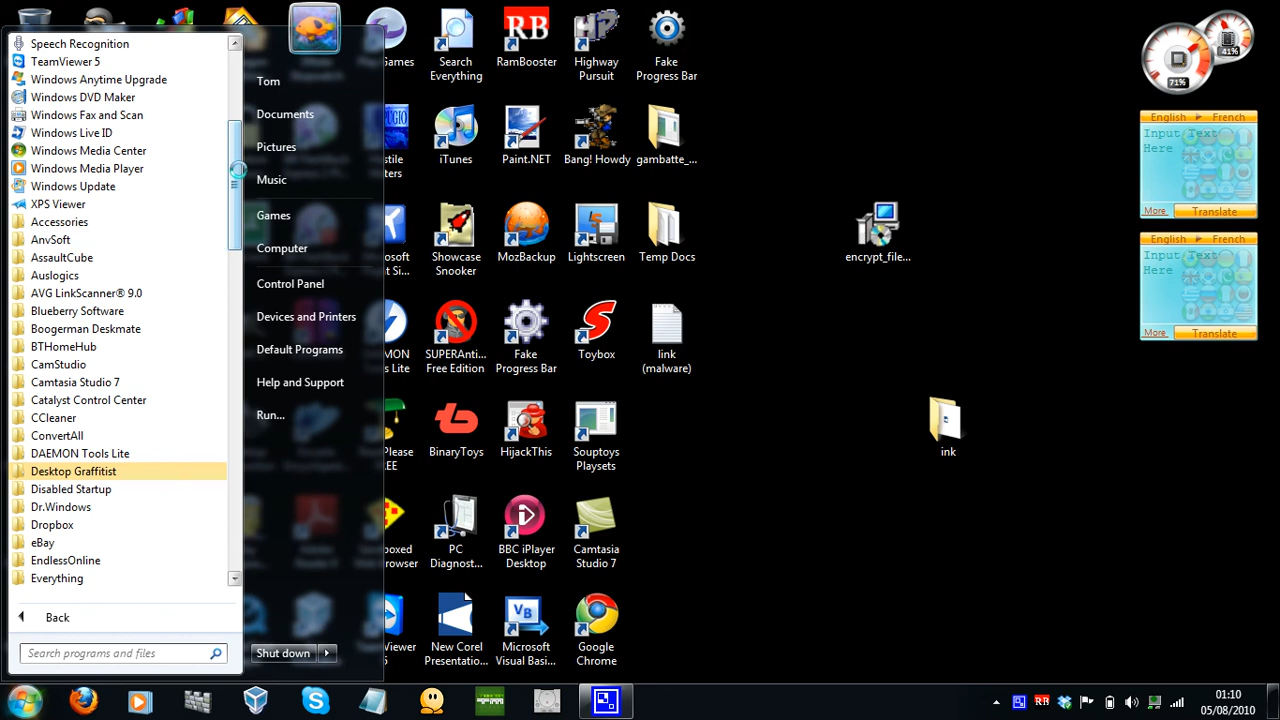 Speech Recognition
TeamViewer 5
Windows Anytime Upgrade
Windows DVD Maker
Windows Fax and Scan
Windows Live ID
Windows Media Center
Windows Media Player
Windows Update
XPS Viewer
Accessories
AnvSoft
AssaultCube
Auslogics
AVG LinkScanner® 9.0
Blueberry Software
Boogerman Deskmate
BTHomeHub
CamStudio
Camtasia Studio 7
Catalyst Control Center
CCleaner
ConvertAll
DAEMON Tools Lite
Desktop Graffitist
Disabled Startup
Dr.Windows
Dropbox
eBay
EndlessOnline
Everything
Back
Search programs and files
Tom
Documents
Pictures
Music
Games
Computer
Control Panel
Devices and Printers
Default Programs
Help and Support
Run...
Shut down
Games
Search
Everything
RB
RamBooster
HP
Highway
Pursuit
Fake
Progress Bar
iTunes
Paint.NET
Bang! Howdy
gambatte_...
Showcase
Snooker
MozBackup
Lightscreen
Temp Docs
SUPERAnti...
Free Edition
Fake
Progress Bar
Toybox
link
(malware)
BinaryToys
HijackThis
Souptoys
Playsets
PC
Diagnost...
BBC iPlayer
Desktop
Camtasia
Studio 7
New Corel
Presentatio...
VB
Microsoft
Visual Basi...
Google
Chrome
encrypt_file...
ink
71%
41%
English
French
Input Text
Here
More
Translate
English
French
Input Text
Here
More
Translate
RB
01:10
05/08/2010